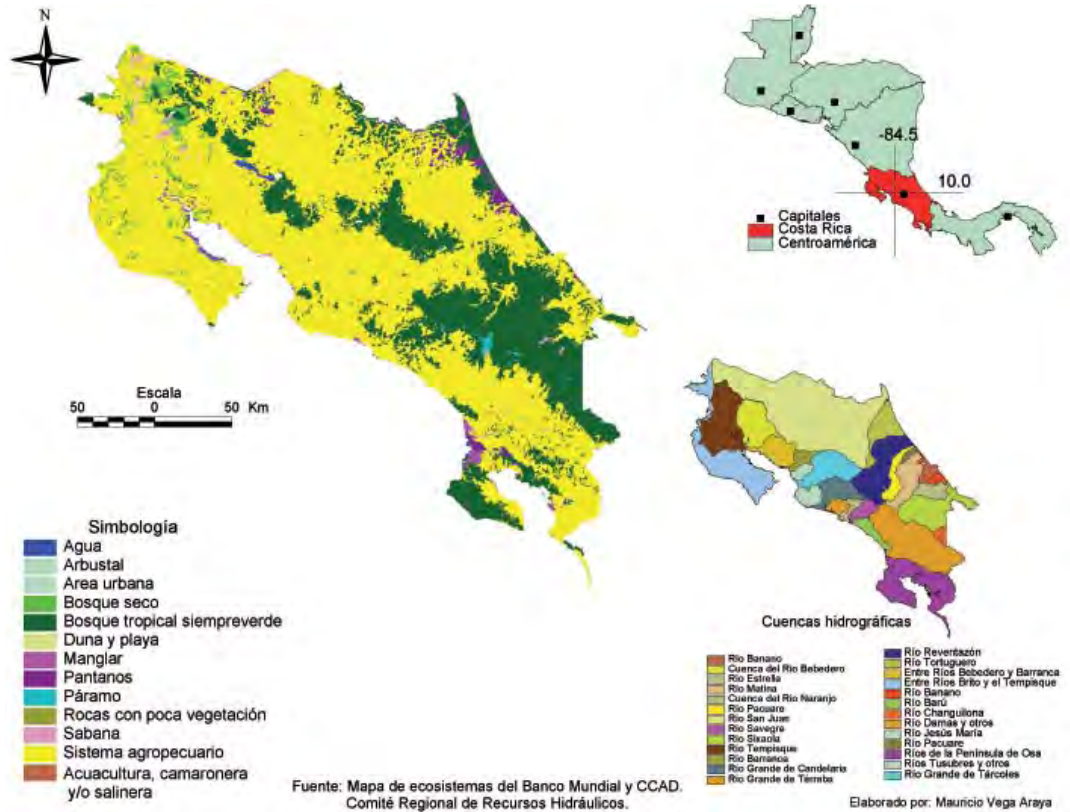 N
-84.5
10.0
Capitales
Costa Rica
Centroamérica
Escala
50 0 50 Km
Simbología
Agua
Arbustal
Area urbana
Bosque seco
Bosque tropical siempreverde
Duna y playa
Manglar
Pantanos
Páramo
Rocas con poca vegetación
Sabana
Sistema agropecuario
Acuacultura, camaronera
y/o salinera
Cuencas hidrográficas
Río Banano
Cuenca del Río Bebedero
Río Estrella
Río Matina
Cuenca del Río Naranjo
Río Pacuare
Río San Juan
Río Savegre
Río Sixaola
Río Tempisque
Río Barranca
Río Grande de Candelaria
Río Grande de Térraba
Río Reventazón
Río Tortuguero
Entre Ríos Bebedero y Barranca
Entre Ríos Brito y el Tempisque
Río Banano
Río Barú
Río Changuilona
Río Damas y otros
Río Jesús María
Río Pacuare
Ríos de la Península de Osa
Ríos Tusubres y otros
Río Grande de Tárcoles
Fuente: Mapa de ecosistemas del Banco Mundial y CCAD.
Comité Regional de Recursos Hidráulicos.
Elaborado por: Mauricio Vega Araya